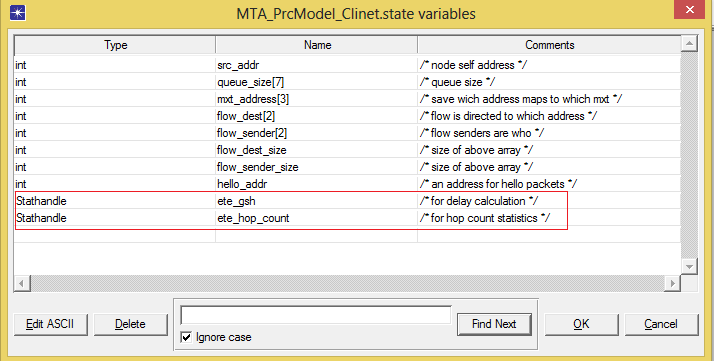 MTA_PrcModel_Clinet.state variables
Type Name Comments
int src_addr /* node self address */
int queue_size[7] /* queue size */
int mxt_address[3] /* save wich address maps to which mxt */
int flow_dest[2] /* flow is directed to which address */
int flow_sender[2] /* flow senders are who */
int flow_dest_size /* size of above array */
int flow_sender_size /* size of above array */
int hello_addr /* an address for hello packets */
Stathandle ete_gsh /* for delay calculation */
Stathandle ete_hop_count /* for hop count statistics */
Edit ASCII Delete Find Next OK Cancel
Ignore case